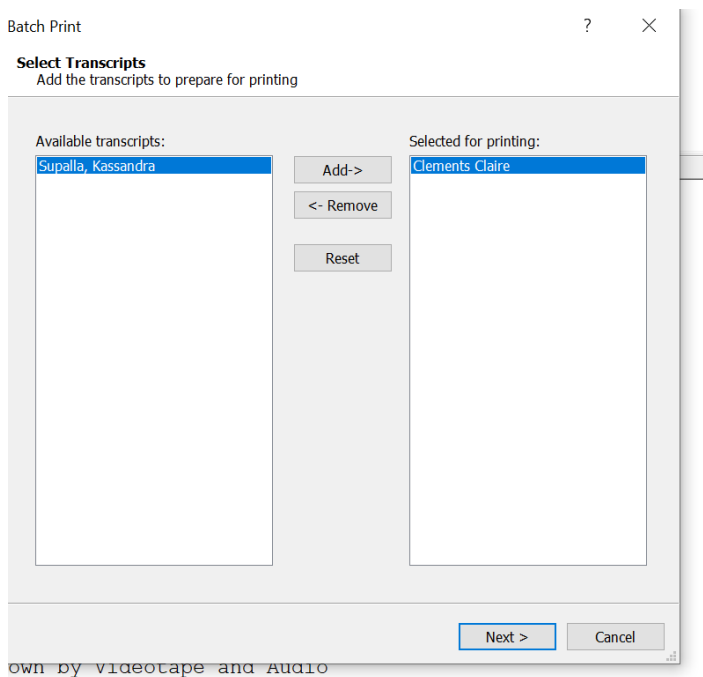 Batch Print
?
Select Transcripts
Add the transcripts to prepare for printing
Available transcripts:
Selected for printing:
Supalla, Kassandra
Add->
Clements Claire
<- Remove
Reset
Next >
Cancel
own by Videotape and Audio